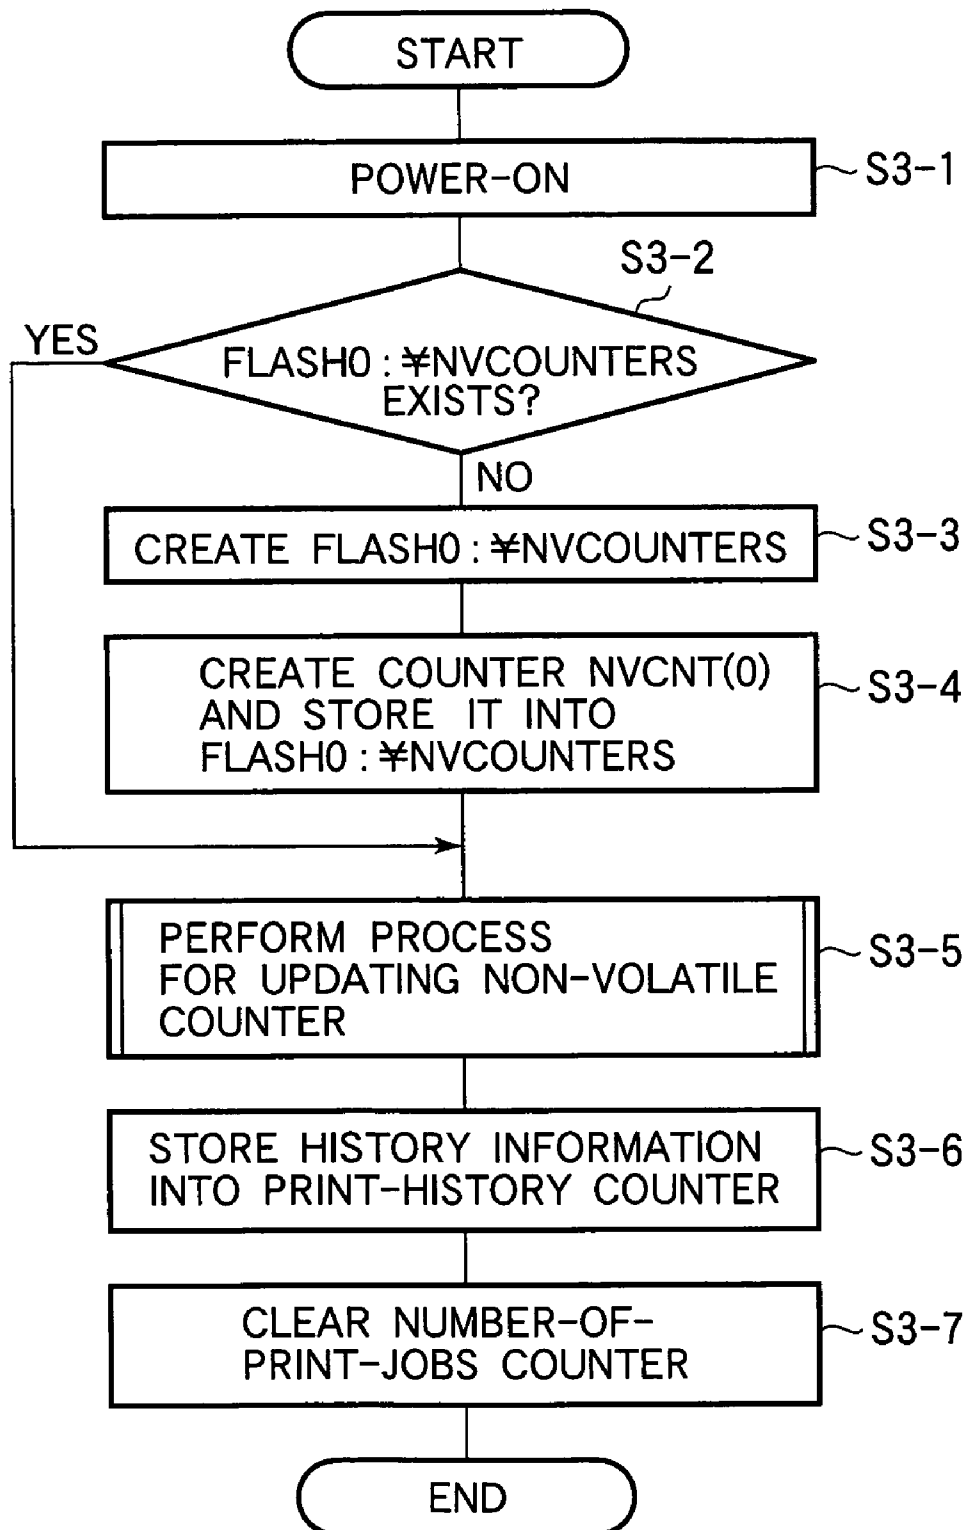 START
POWER-ON
S3-1
S3-2
YES
FLASH0:¥NVCOUNTERS
EXISTS?
NO
CREATE FLASH0:¥NVCOUNTERS
S3-3
CREATE COUNTER NVCNT(0)
AND STORE IT INTO
FLASH0:¥NVCOUNTERS
S3-4
PERFORM PROCESS
FOR UPDATING NON-VOLATILE
COUNTER
S3-5
STORE HISTORY INFORMATION
INTO PRINT-HISTORY COUNTER
S3-6
CLEAR NUMBER-OF-
PRINT-JOBS COUNTER
S3-7
END